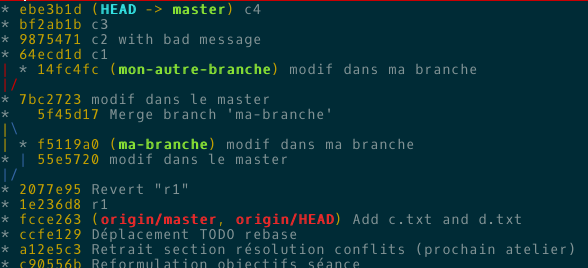 * ebe3b1d (HEAD -> master) c4
* bf2ab1b c3
* 9875471 c2 with bad message
* 64ecd1d c1
| * 14fc4fc (mon-autre-branche) modif dans ma branche
|/
* 7bc2723 modif dans le master
*   5f45d17 Merge branch 'ma-branche'
|\
| * f5119a0 (ma-branche) modif dans ma branche
* | 55e5720 modif dans le master
|/
* 2077e95 Revert "r1"
* 1e236d8 r1
* fcce263 (origin/master, origin/HEAD) Add c.txt and d.txt
* ccfe129 Déplacement TODO rebase
* a12e5c3 Retrait section résolution conflits (prochain atelier)
* c90556b Reformulation objectifs séance